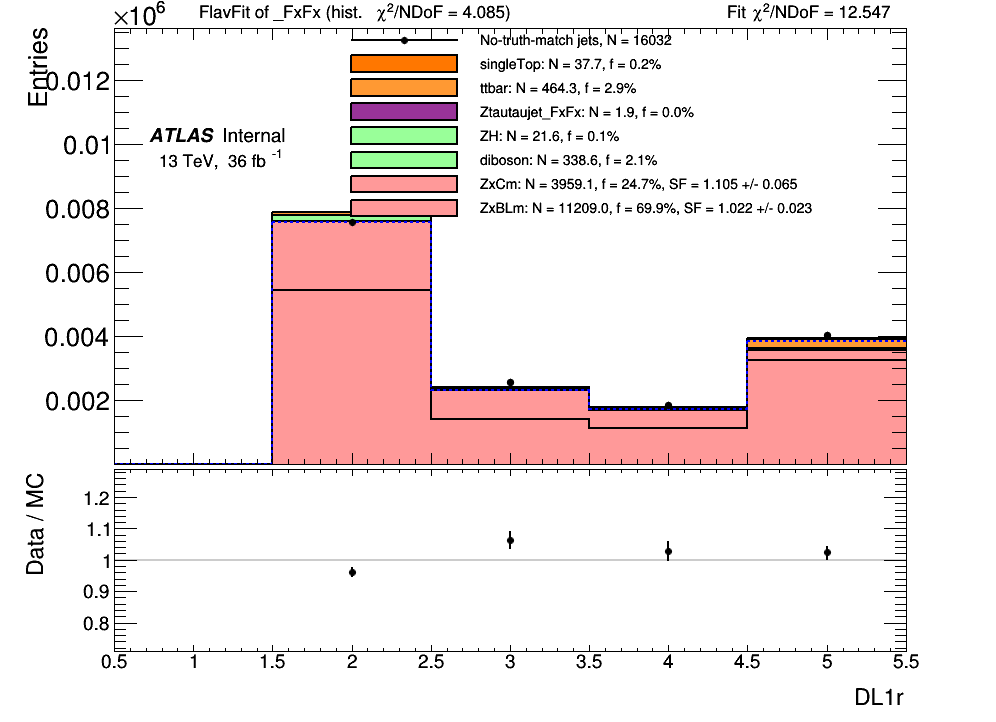 ×10⁶
FlavFit of _FxFx (hist. χ²/NDoF = 4.085)
Fit χ²/NDoF = 12.547
Entries
0.012
0.01
0.008
0.006
0.004
0.002
ATLAS Internal
13 TeV, 36 fb⁻¹
No-truth-match jets, N = 16032
singleTop: N = 37.7, f = 0.2%
ttbar: N = 464.3, f = 2.9%
Ztautaujet_FxFx: N = 1.9, f = 0.0%
ZH: N = 21.6, f = 0.1%
diboson: N = 338.6, f = 2.1%
ZxCm: N = 3959.1, f = 24.7%, SF = 1.105 +/- 0.065
ZxBLm: N = 11209.0, f = 69.9%, SF = 1.022 +/- 0.023
Data / MC
1.2
1.1
1
0.9
0.8
0.5 1 1.5 2 2.5 3 3.5 4 4.5 5 5.5
DL1r